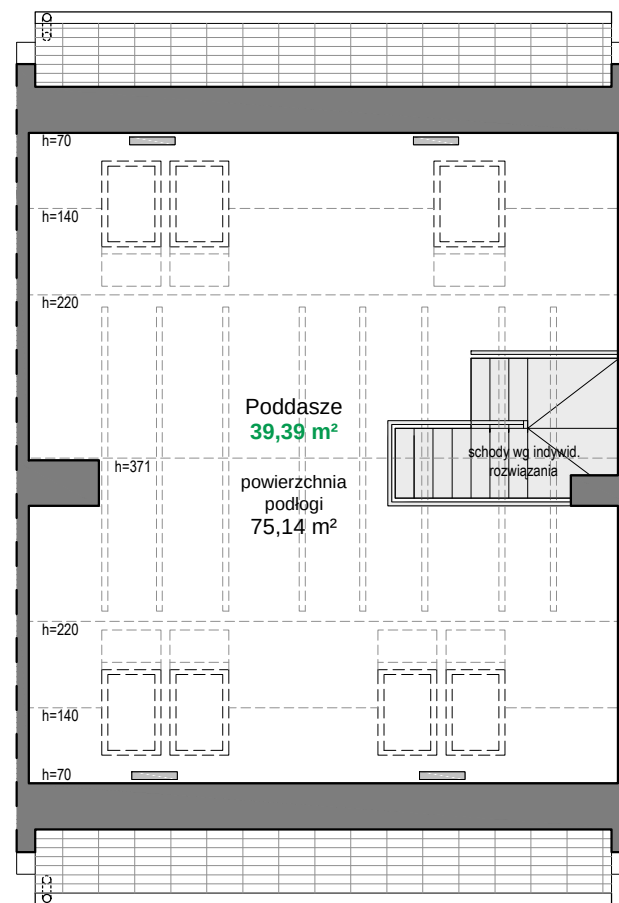 h=70
h=140
h=220
Poddasze
39,39 m²
schody wg indywid.
rozwiązania
h=371
powierzchnia
podłogi
75,14 m²
h=220
h=140
h=70